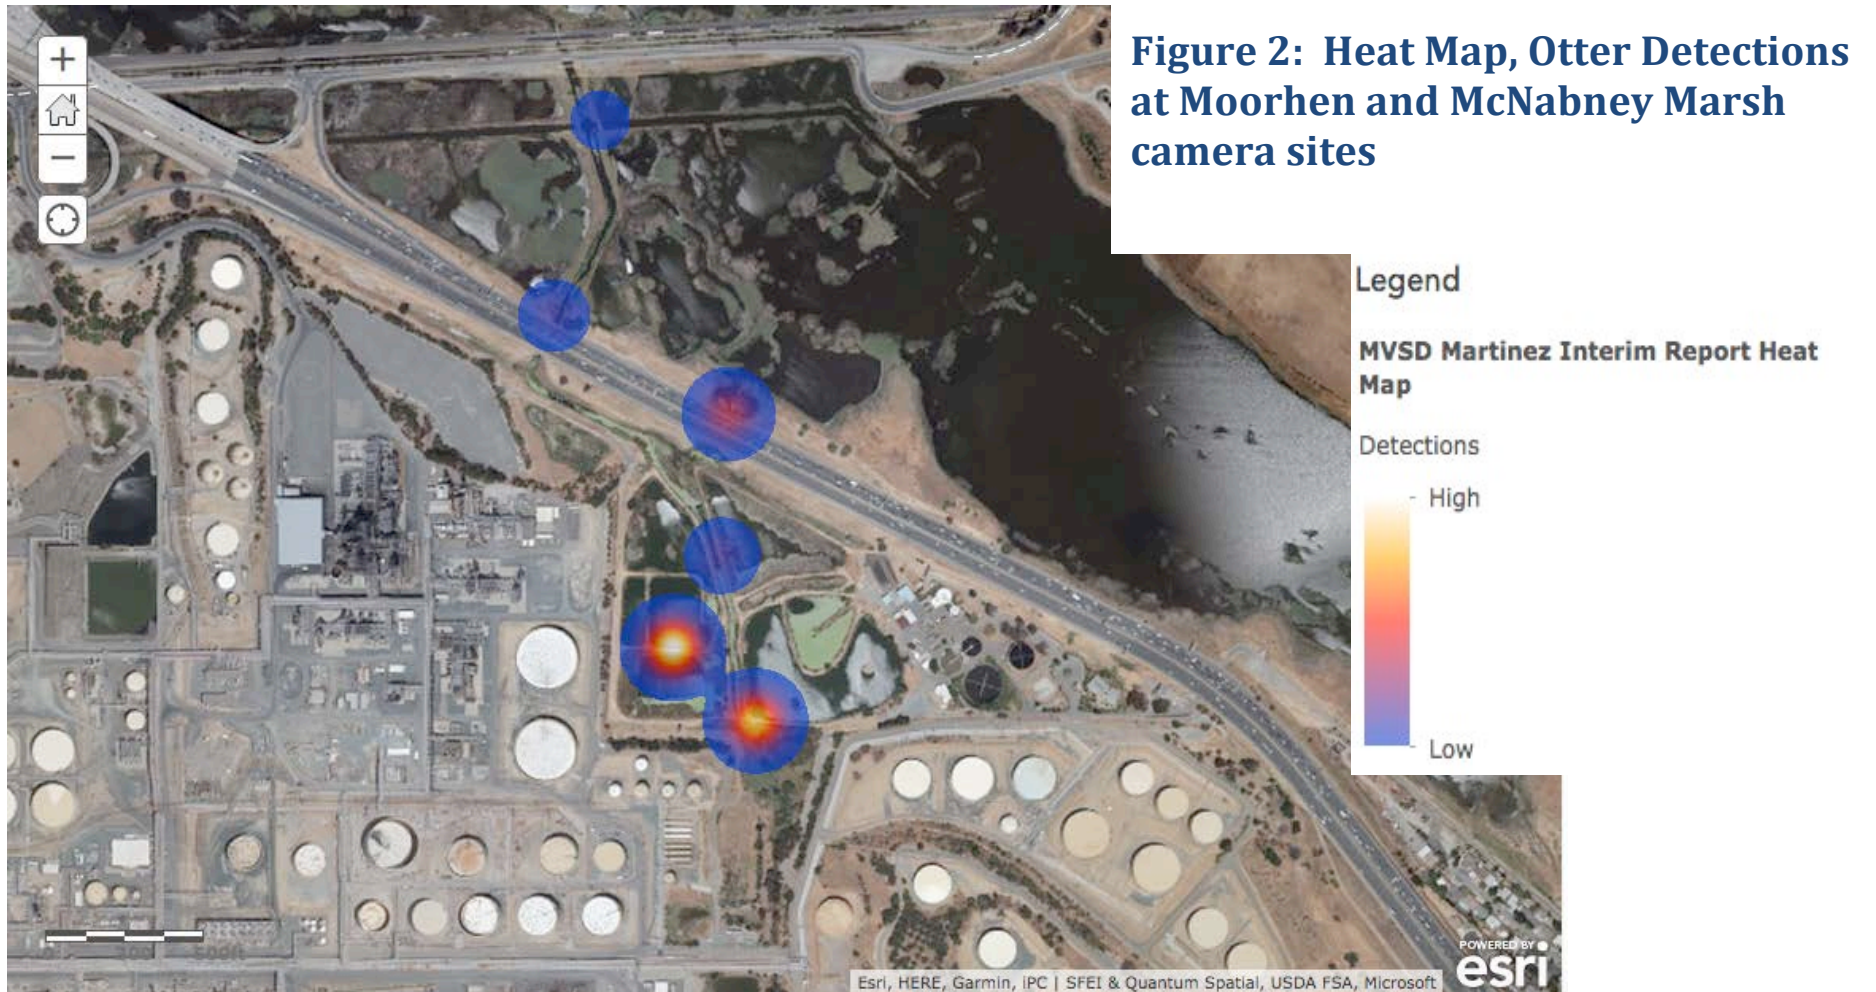 Figure 2: Heat Map, Otter Detections
at Moorhen and McNabney Marsh
camera sites
Legend
MVSD Martinez Interim Report Heat
Map
Detections
High
Low
POWERED BY
esri
Esri, HERE, Garmin, iPC | SFEI & Quantum Spatial, USDA FSA, Microsoft